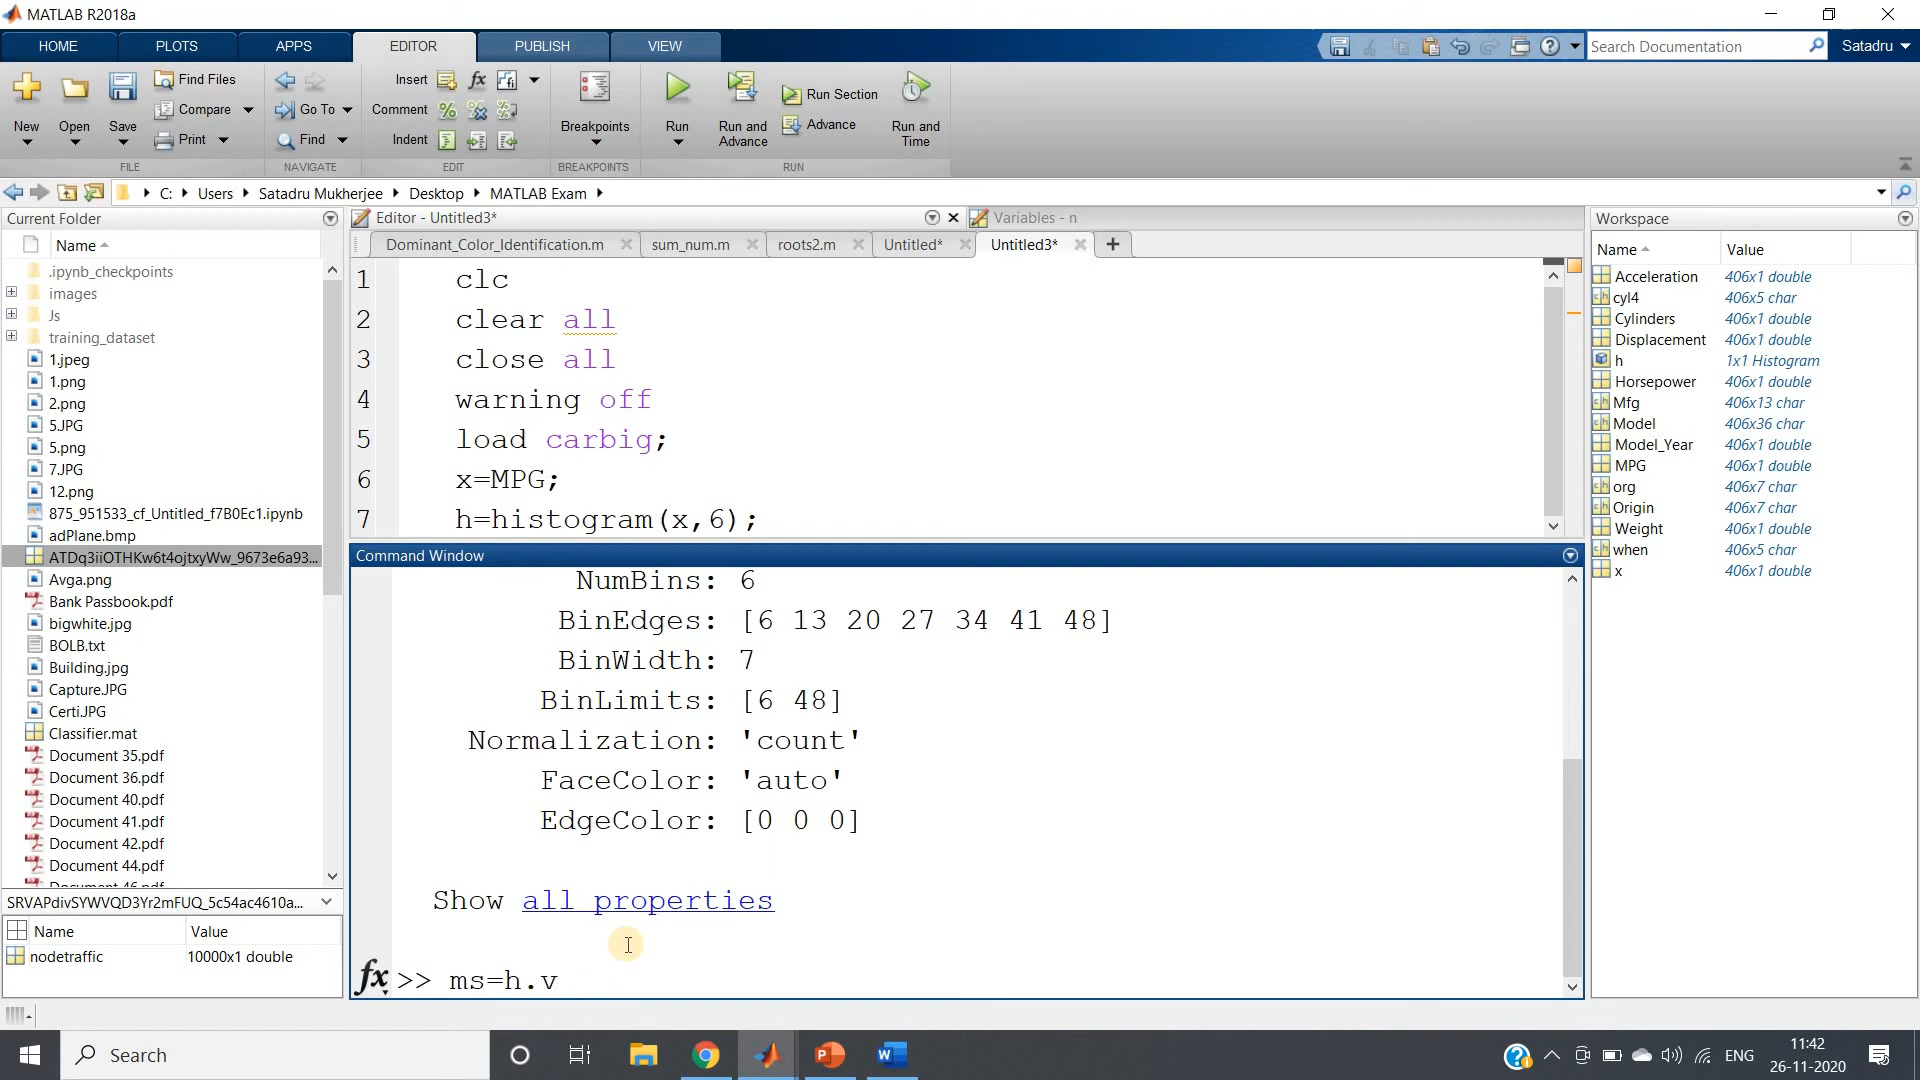 MATLAB R2018a
HOME PLOTS APPS EDITOR PUBLISH VIEW
Search Documentation
Satadru
New
Open
Save
Find Files
Compare
Print
FILE
Go To
Find
NAVIGATE
Insert
Comment
Indent
EDIT
Breakpoints
BREAKPOINTS
Run
Run and Advance
Run Section
Advance
Run and Time
RUN
C: Users Satadru Mukherjee Desktop MATLAB Exam
Current Folder
Name
.ipynb_checkpoints
images
Js
training_dataset
1.jpeg
1.png
2.png
5.JPG
5.png
7.JPG
12.png
875_951533_cf_Untitled_f7B0Ec1.ipynb
adPlane.bmp
ATDq3iiOTHKw6t4ojtxyWw_9673e6a93...
Avga.png
Bank Passbook.pdf
bigwhite.jpg
BOLB.txt
Building.jpg
Capture.JPG
Certi.JPG
Classifier.mat
Document 35.pdf
Document 36.pdf
Document 40.pdf
Document 41.pdf
Document 42.pdf
Document 44.pdf
SRVAPdivSYWVQD3Yr2mFUQ_5c54ac4610a...
Name Value
nodetraffic 10000x1 double
Editor - Untitled3*
Variables - n
Dominant_Color_Identification.m sum_num.m roots2.m Untitled* Untitled3*
1 clc
2 clear all
3 close all
4 warning off
5 load carbig;
6 x=MPG;
7 h=histogram(x,6);
Command Window
NumBins: 6
BinEdges: [6 13 20 27 34 41 48]
BinWidth: 7
BinLimits: [6 48]
Normalization: 'count'
FaceColor: 'auto'
EdgeColor: [0 0 0]
Show all properties
fx >> ms=h.v
Workspace
Name Value
Acceleration 406x1 double
cyl4 406x5 char
Cylinders 406x1 double
Displacement 406x1 double
h 1x1 Histogram
Horsepower 406x1 double
Mfg 406x13 char
Model 406x36 char
Model_Year 406x1 double
MPG 406x1 double
org 406x7 char
Origin 406x7 char
Weight 406x1 double
when 406x5 char
x 406x1 double
Search
ENG
11:42
26-11-2020